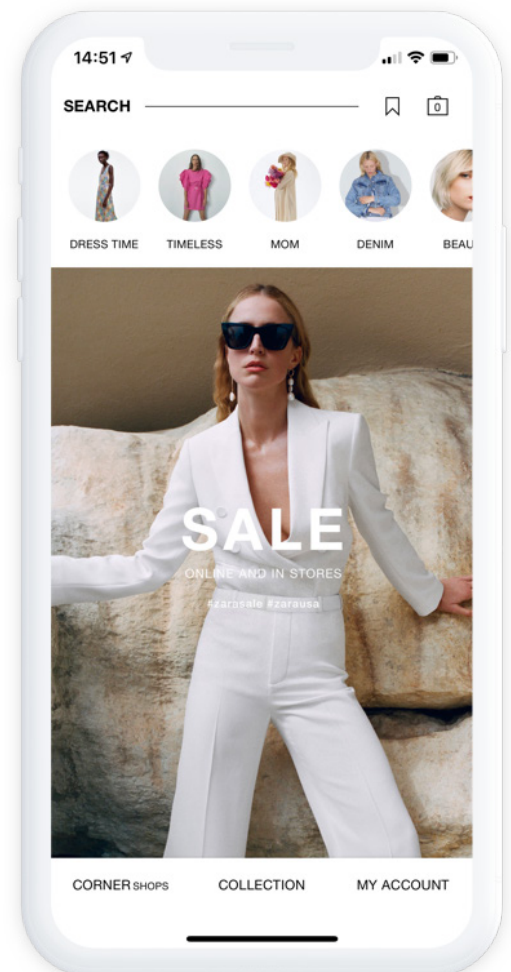 14:51
SEARCH
0
DRESS TIME
TIMELESS
MOM
DENIM
BEAU
SALE
ONLINE AND IN STORES
#zarasale #zarausa
CORNER SHOPS
COLLECTION
MY ACCOUNT